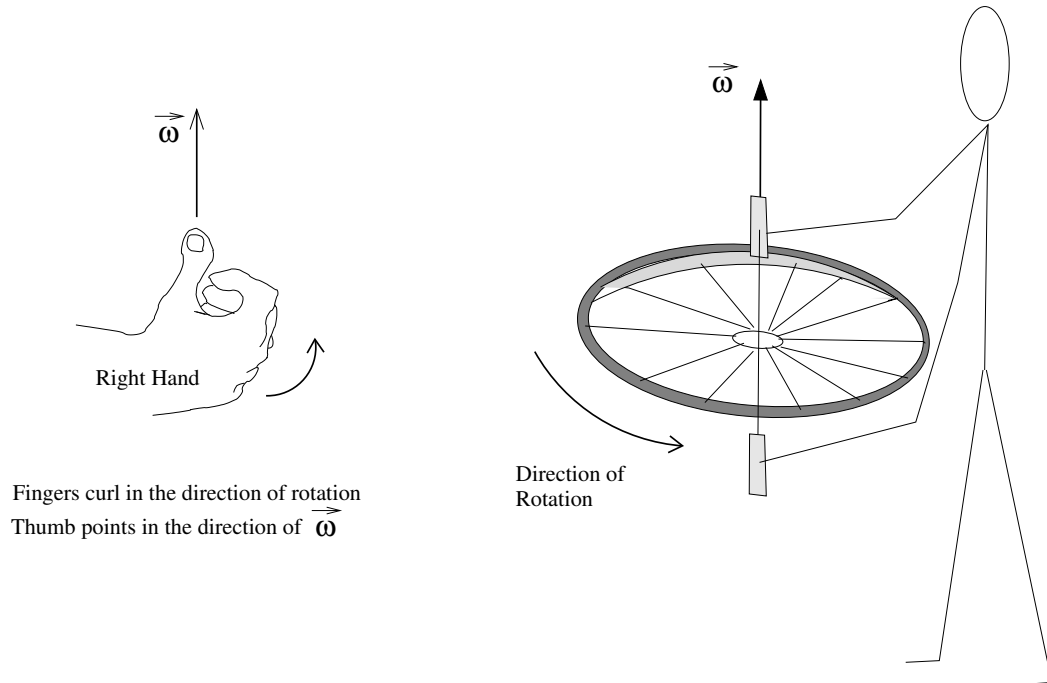 ω
Right Hand
Fingers curl in the direction of rotation
Thumb points in the direction of ω
ω
Direction of
Rotation